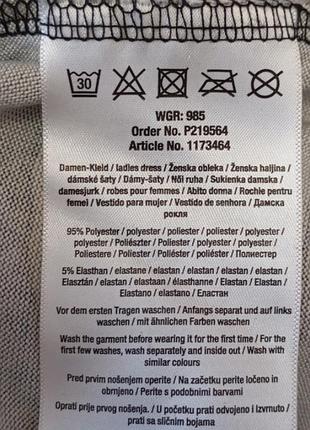 30
WGR: 985
Order No. P219564
Article No. 1173464
Damen-Kleid / ladies dress / Ženska obleka / Ženska haljina /
dámské šaty / Dámy-šaty / Női ruha / Sukienka damska /
damesjurk / robes pour femmes / Abito donna / Rochie pentru
femei / Vestido para mujer / Vestido de senhora / Дамска
рокля
95% Polyester / polyester / poliester / poliester / polyester /
polyester / Poliészter / Poliester / Polyester / polyester /
Poliestere / Poliester / Poliéster / Poliéster / Полиестер
5% Elasthan / elastane / elastan / elastan / elastan /
Elasztán / elastan / elastaan / élasthanne / Elastan / Elastan /
Elastano / elastano / Еластан
Vor dem ersten Tragen waschen / Anfangs separat und auf links
waschen / mit ähnlichen Farben waschen
Wash the garment before wearing it for the first time / For the
first few washes, wash separately and inside out / Wash with
similar colours
Pred prvim nošenjem operite / Na začetku perite ločeno in
obrnjeno / Perite s podobnimi barvami
Oprati prije prvog nošenja. / U početku prati odvojeno i izvrnuto /
prati sa sličnim bojama